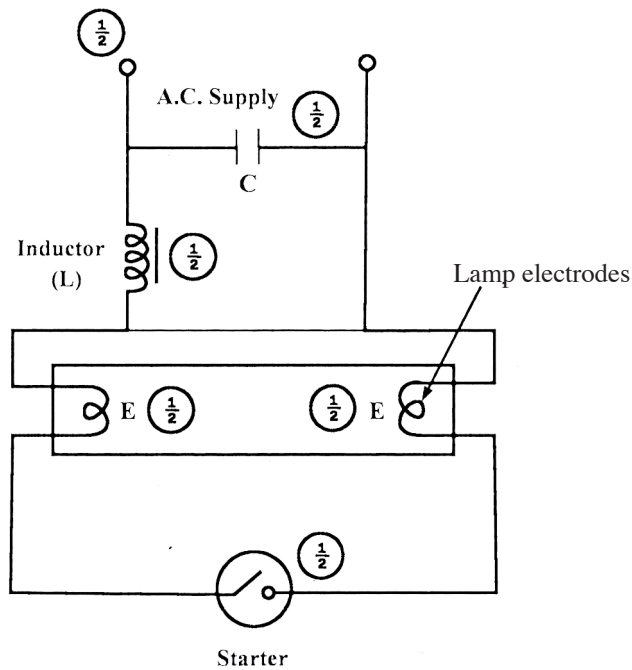 1/2
A.C. Supply
1/2
C
Inductor
(L)
1/2
Lamp electrodes
E 1/2
1/2 E
1/2
Starter